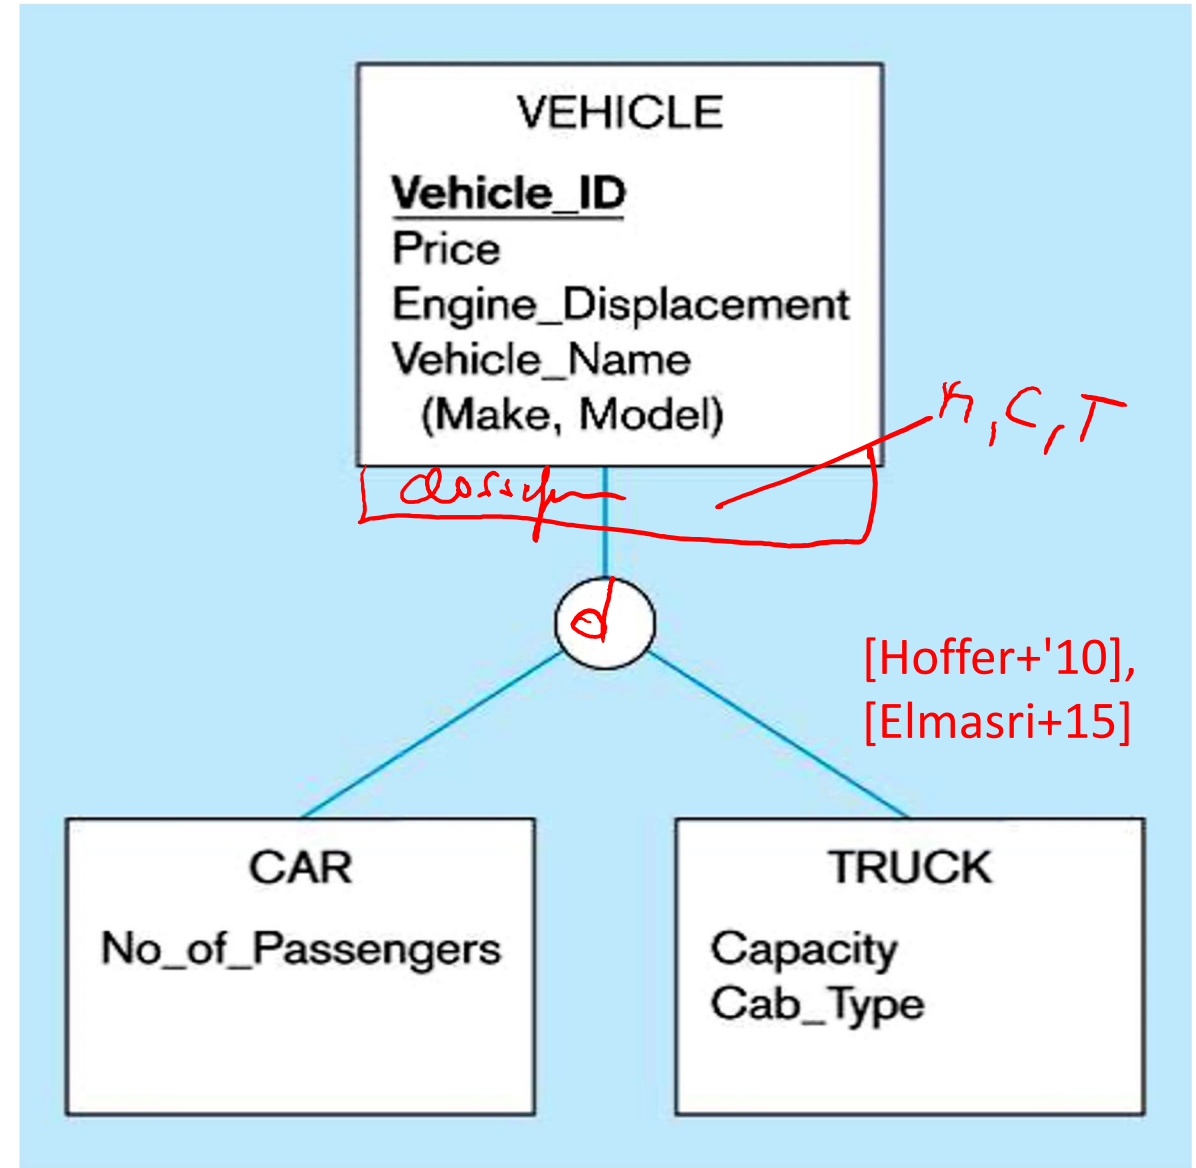 VEHICLE
Vehicle_ID
Price
Engine_Displacement
Vehicle_Name
(Make, Model)
, C, T
d
[Hoffer+'10],
[Elmasri+15]
CAR
No_of_Passengers
TRUCK
Capacity
Cab_Type